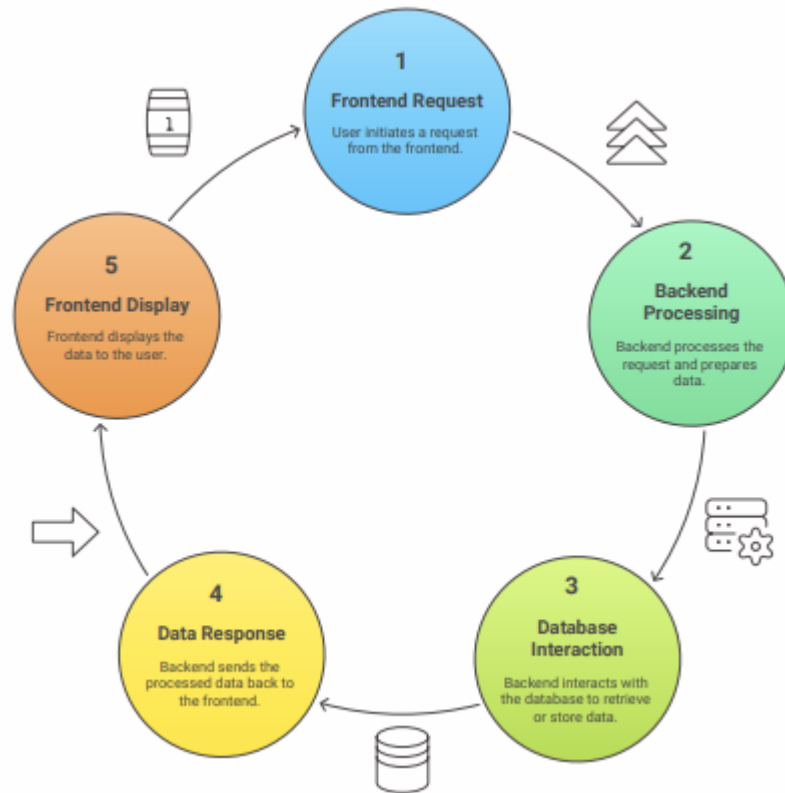 1
Frontend Request
User initiates a request
from the frontend.
1
2
Backend
Processing
Backend processes the
request and prepares
data.
3
Database
Interaction
Backend interacts with
the database to retrieve
or store data.
4
Data Response
Backend sends the
processed data back to
the frontend.
5
Frontend Display
Frontend displays the
data to the user.